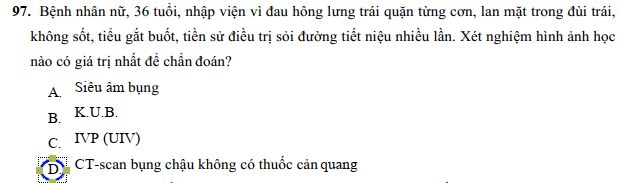 97. Bệnh nhân nữ, 36 tuổi, nhập viện vì đau hông lưng trái quặn từng cơn, lan mặt trong đùi trái,
không sốt, tiểu gắt buốt, tiền sử điều trị sỏi đường tiết niệu nhiều lần. Xét nghiệm hình ảnh học
nào có giá trị nhất để chẩn đoán?
A. Siêu âm bụng
B. K.U.B.
C. IVP (UIV)
D. CT-scan bụng chậu không có thuốc cản quang